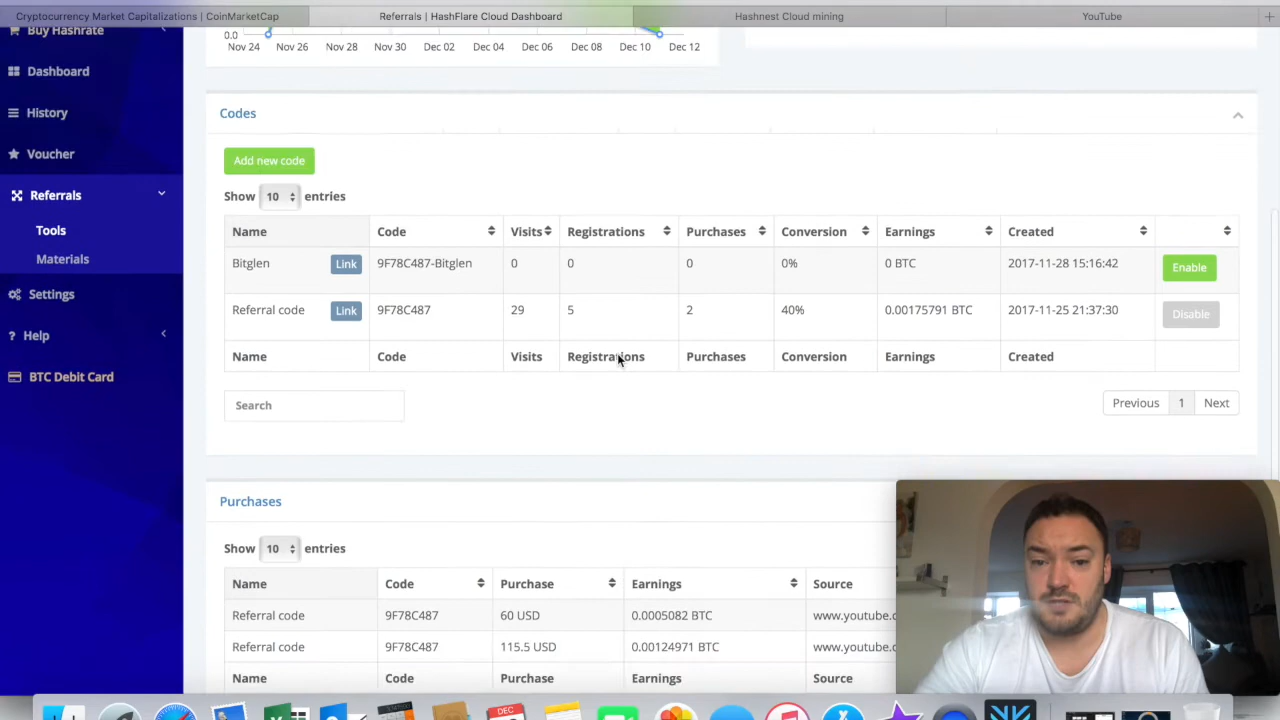 Cryptocurrency Market Capitalizations | CoinMarketCap Referrals | HashFlare Cloud Dashboard Hashnest Cloud mining YouTube
Buy Hashrate
Dashboard
History
Voucher
Referrals
Tools
Materials
Settings
? Help
BTC Debit Card
0.0
Nov 24 Nov 26 Nov 28 Nov 30 Dec 02 Dec 04 Dec 06 Dec 08 Dec 10 Dec 12
Codes
Add new code
Show 10 entries
Name Code Visits Registrations Purchases Conversion Earnings Created
Bitglen Link 9F78C487-Bitglen 0 0 0 0% 0 BTC 2017-11-28 15:16:42 Enable
Referral code Link 9F78C487 29 5 2 40% 0.00175791 BTC 2017-11-25 21:37:30 Disable
Name Code Visits Registrations Purchases Conversion Earnings Created
Search Previous 1 Next
Purchases
Show 10 entries
Name Code Purchase Earnings Source
Referral code 9F78C487 60 USD 0.0005082 BTC www.youtube.c
Referral code 9F78C487 115.5 USD 0.00124971 BTC www.youtube.c
Name Code Purchase Earnings Source
DEC